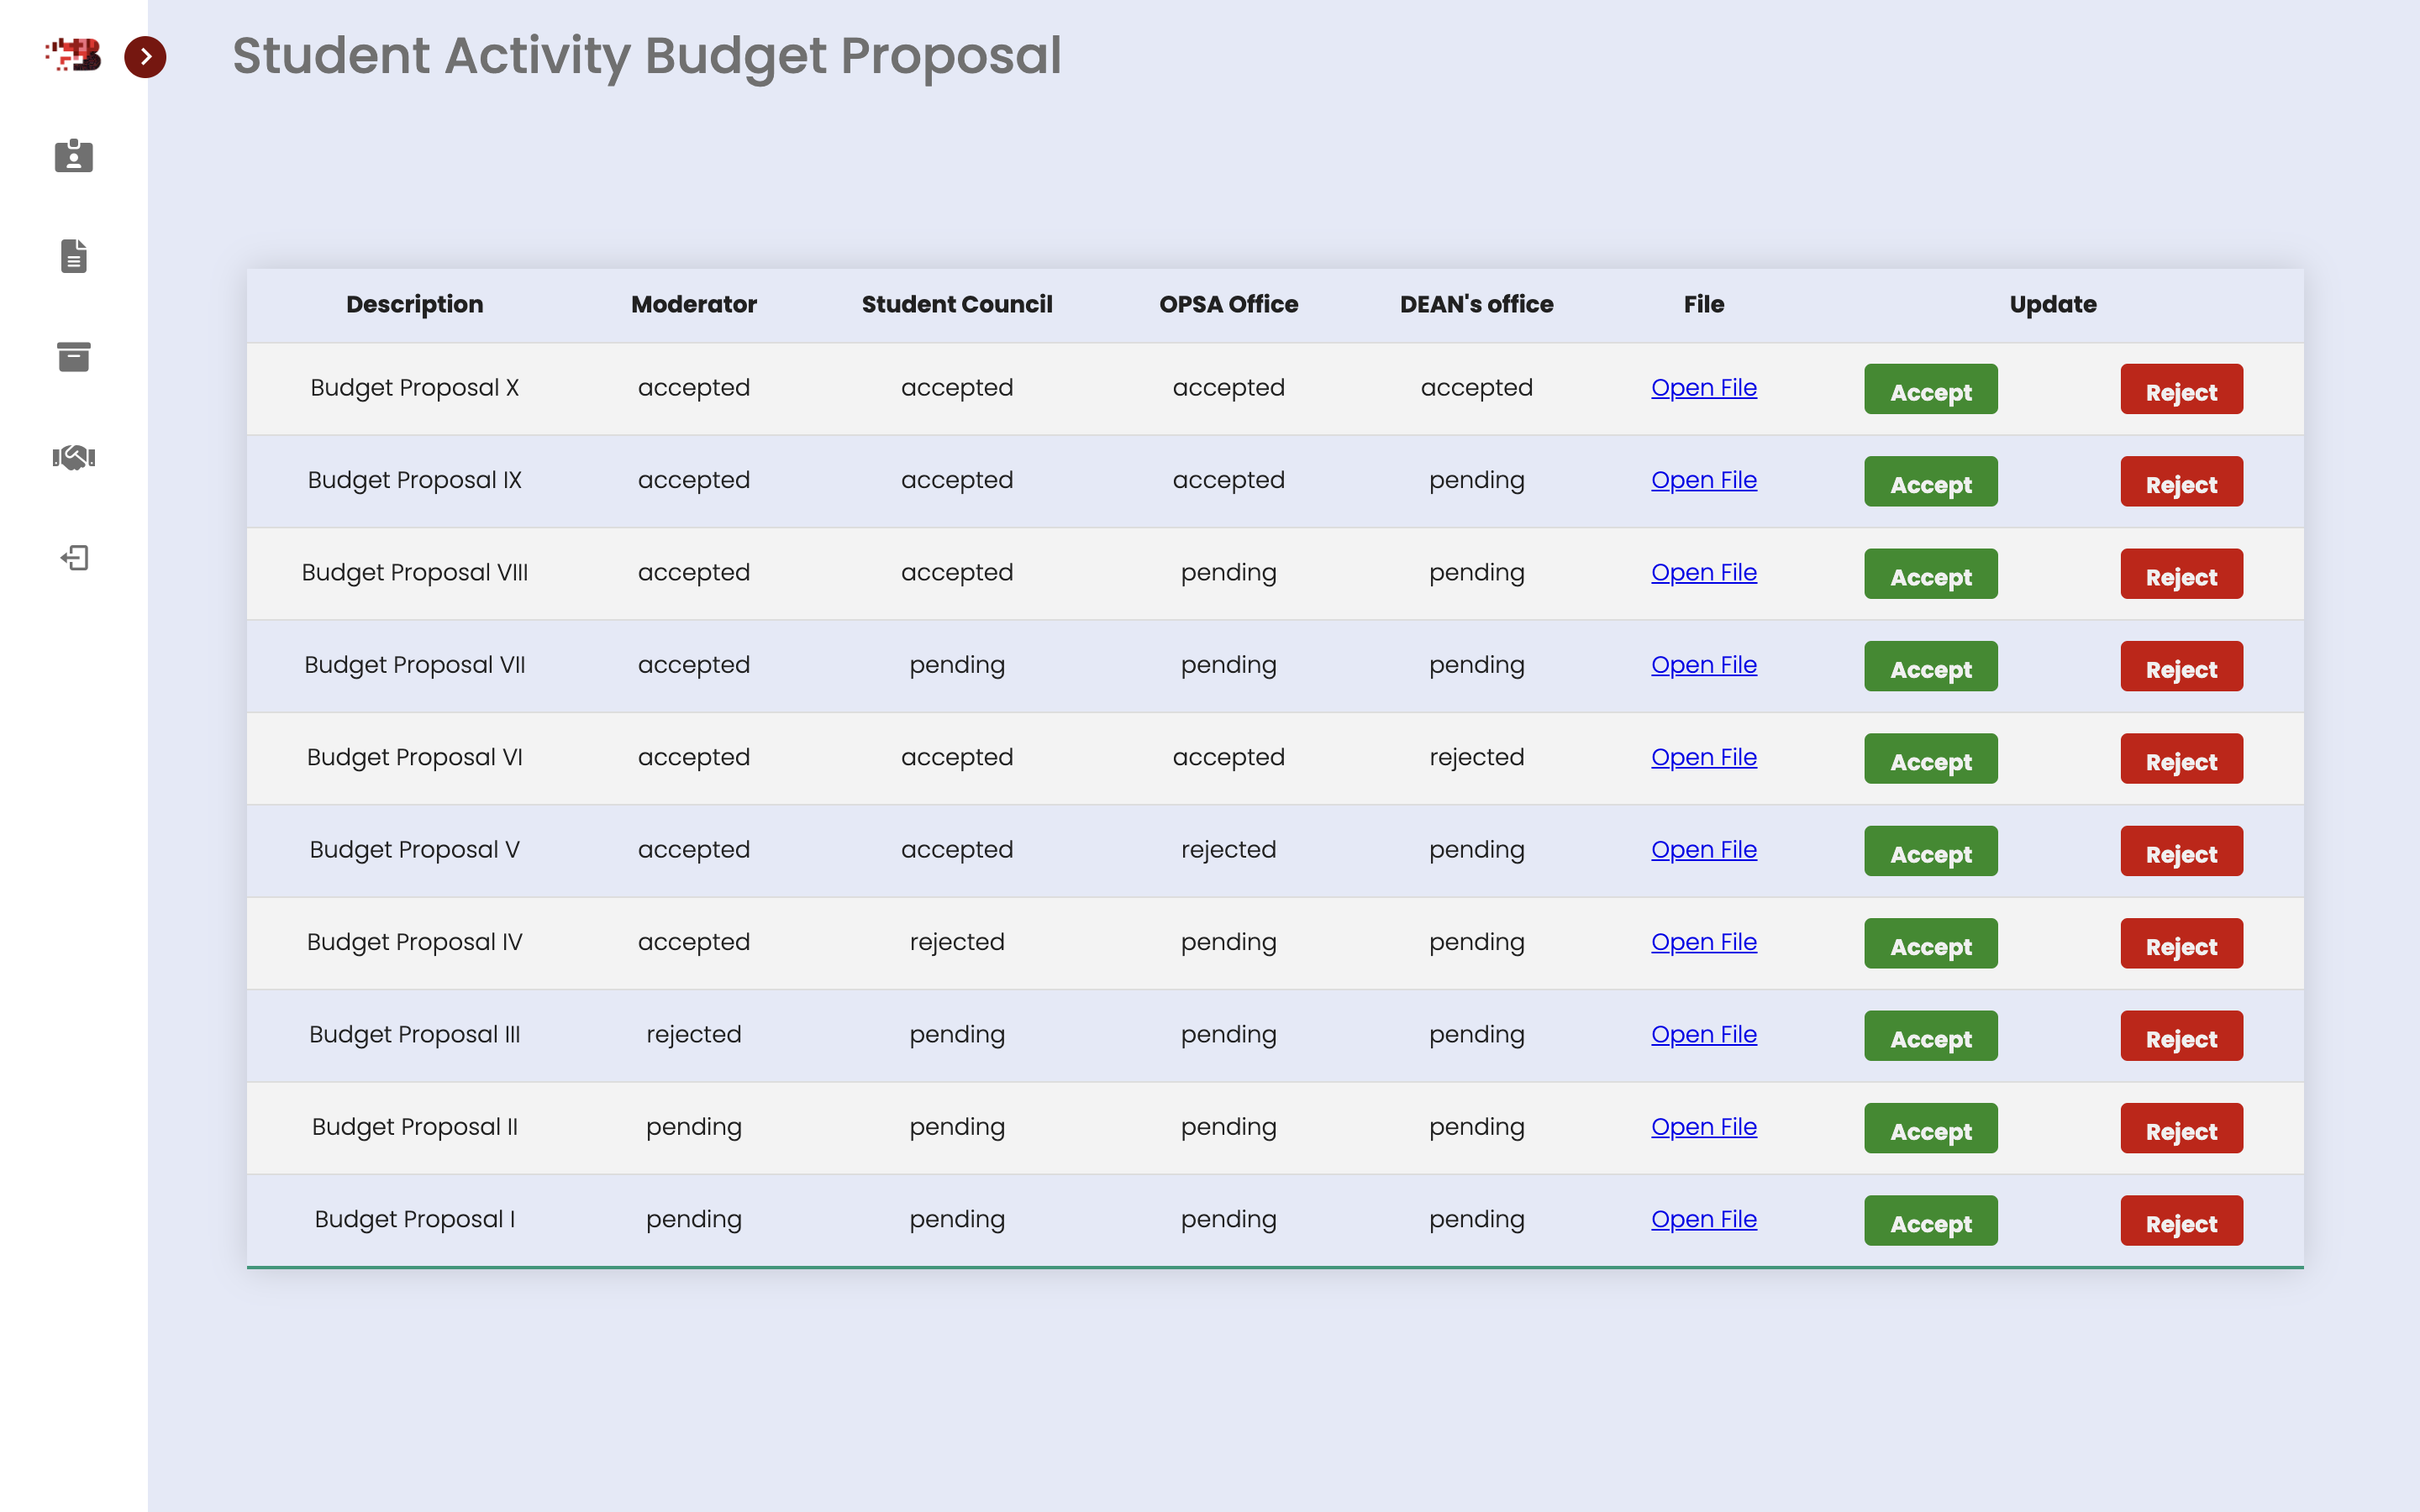 Student Activity Budget Proposal
Description Moderator Student Council OPSA Office DEAN's office File Update
Budget Proposal X accepted accepted accepted accepted Open File Accept Reject
Budget Proposal IX accepted accepted accepted pending Open File Accept Reject
Budget Proposal VIII accepted accepted pending pending Open File Accept Reject
Budget Proposal VII accepted pending pending pending Open File Accept Reject
Budget Proposal VI accepted accepted accepted rejected Open File Accept Reject
Budget Proposal V accepted accepted rejected pending Open File Accept Reject
Budget Proposal IV accepted rejected pending pending Open File Accept Reject
Budget Proposal III rejected pending pending pending Open File Accept Reject
Budget Proposal II pending pending pending pending Open File Accept Reject
Budget Proposal I pending pending pending pending Open File Accept Reject